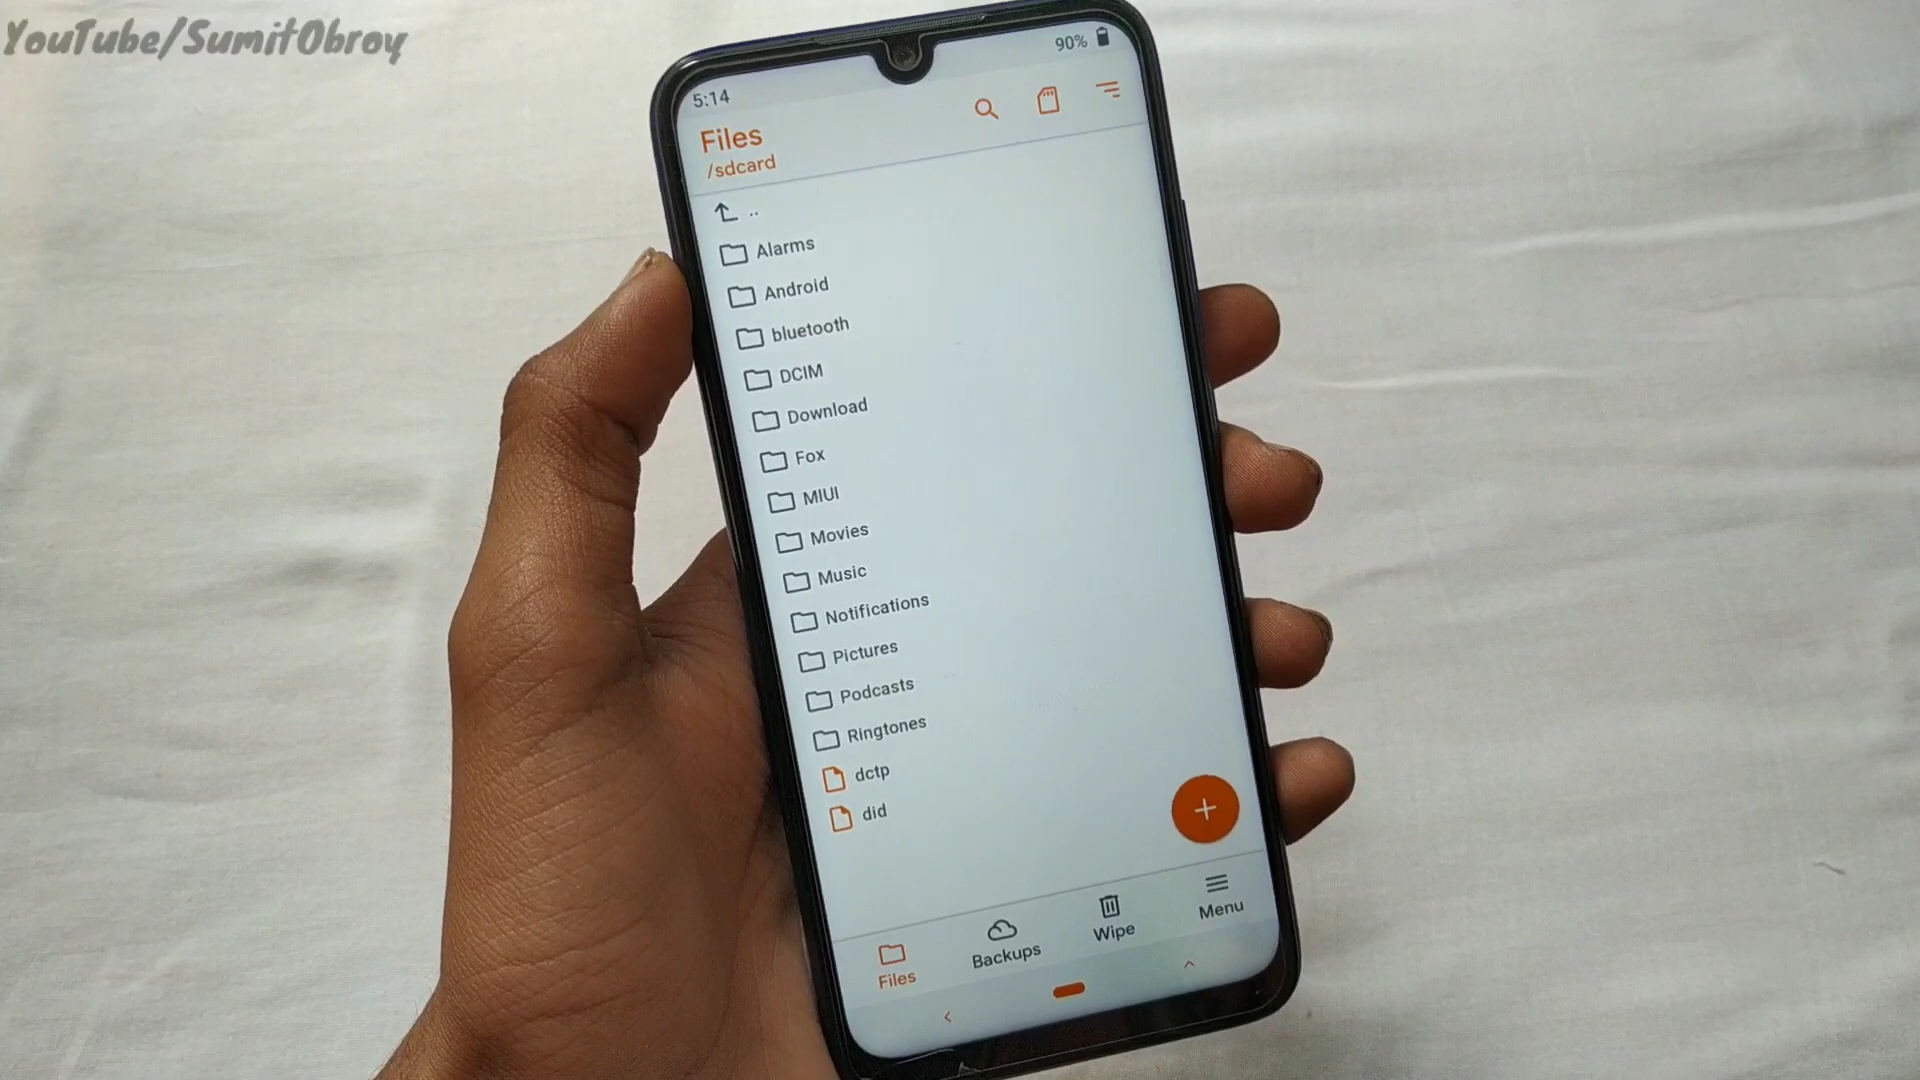 YouTube/SumitObroy
5:14
90%
Files
/sdcard
..
Alarms
Android
bluetooth
DCIM
Download
Fox
MIUI
Movies
Music
Notifications
Pictures
Podcasts
Ringtones
dctp
did
Files
Backups
Wipe
Menu